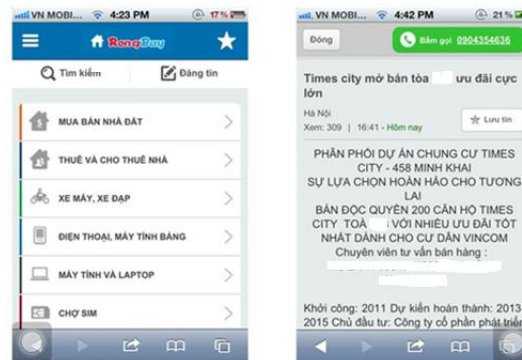 VN MOBI... 4:23 PM 17%
RongBay
Tìm kiếm Đăng tin
MUA BÁN NHÀ ĐẤT
THUÊ VÀ CHO THUÊ NHÀ
XE MÁY, XE ĐẠP
ĐIỆN THOẠI, MÁY TÍNH BẢNG
MÁY TÍNH VÀ LAPTOP
CHỢ SIM
VN MOBI... 4:42 PM 21%
Đóng
Bấm gọi 0904354636
Times city mở bán tòa ưu đãi cực
lớn
Hà Nội
Xem: 309 | 16:41 - Hôm nay
Lưu tin
PHÂN PHỐI DỰ ÁN CHUNG CƯ TIMES
CITY - 458 MINH KHAI
SỰ LỰA CHỌN HOÀN HẢO CHO TƯƠNG
LAI
BÁN ĐỘC QUYỀN 200 CĂN HỘ TIMES
CITY TOÀ VỚI NHIỀU ƯU ĐÃI TỐT
NHẤT DÀNH CHO CƯ DÂN VINCOM
Chuyên viên tư vấn bán hàng :
Khởi công: 2011 Dự kiến hoàn thành: 2013-
2015 Chủ đầu tư: Công ty cổ phần phát triển